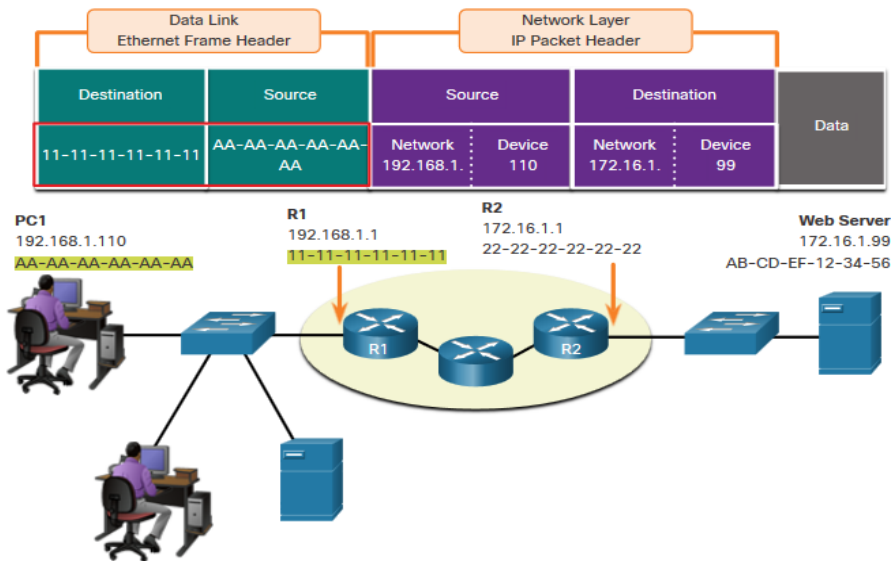 Data Link
Ethernet Frame Header
Network Layer
IP Packet Header
Destination
Source
Source
Destination
Data
11-11-11-11-11-11
AA-AA-AA-AA-AA-
AA
Network
192.168.1.
Device
110
Network
172.16.1.
Device
99
PC1
192.168.1.110
AA-AA-AA-AA-AA-AA
R1
192.168.1.1
11-11-11-11-11-11
R2
172.16.1.1
22-22-22-22-22-22
Web Server
172.16.1.99
AB-CD-EF-12-34-56
R1
R2